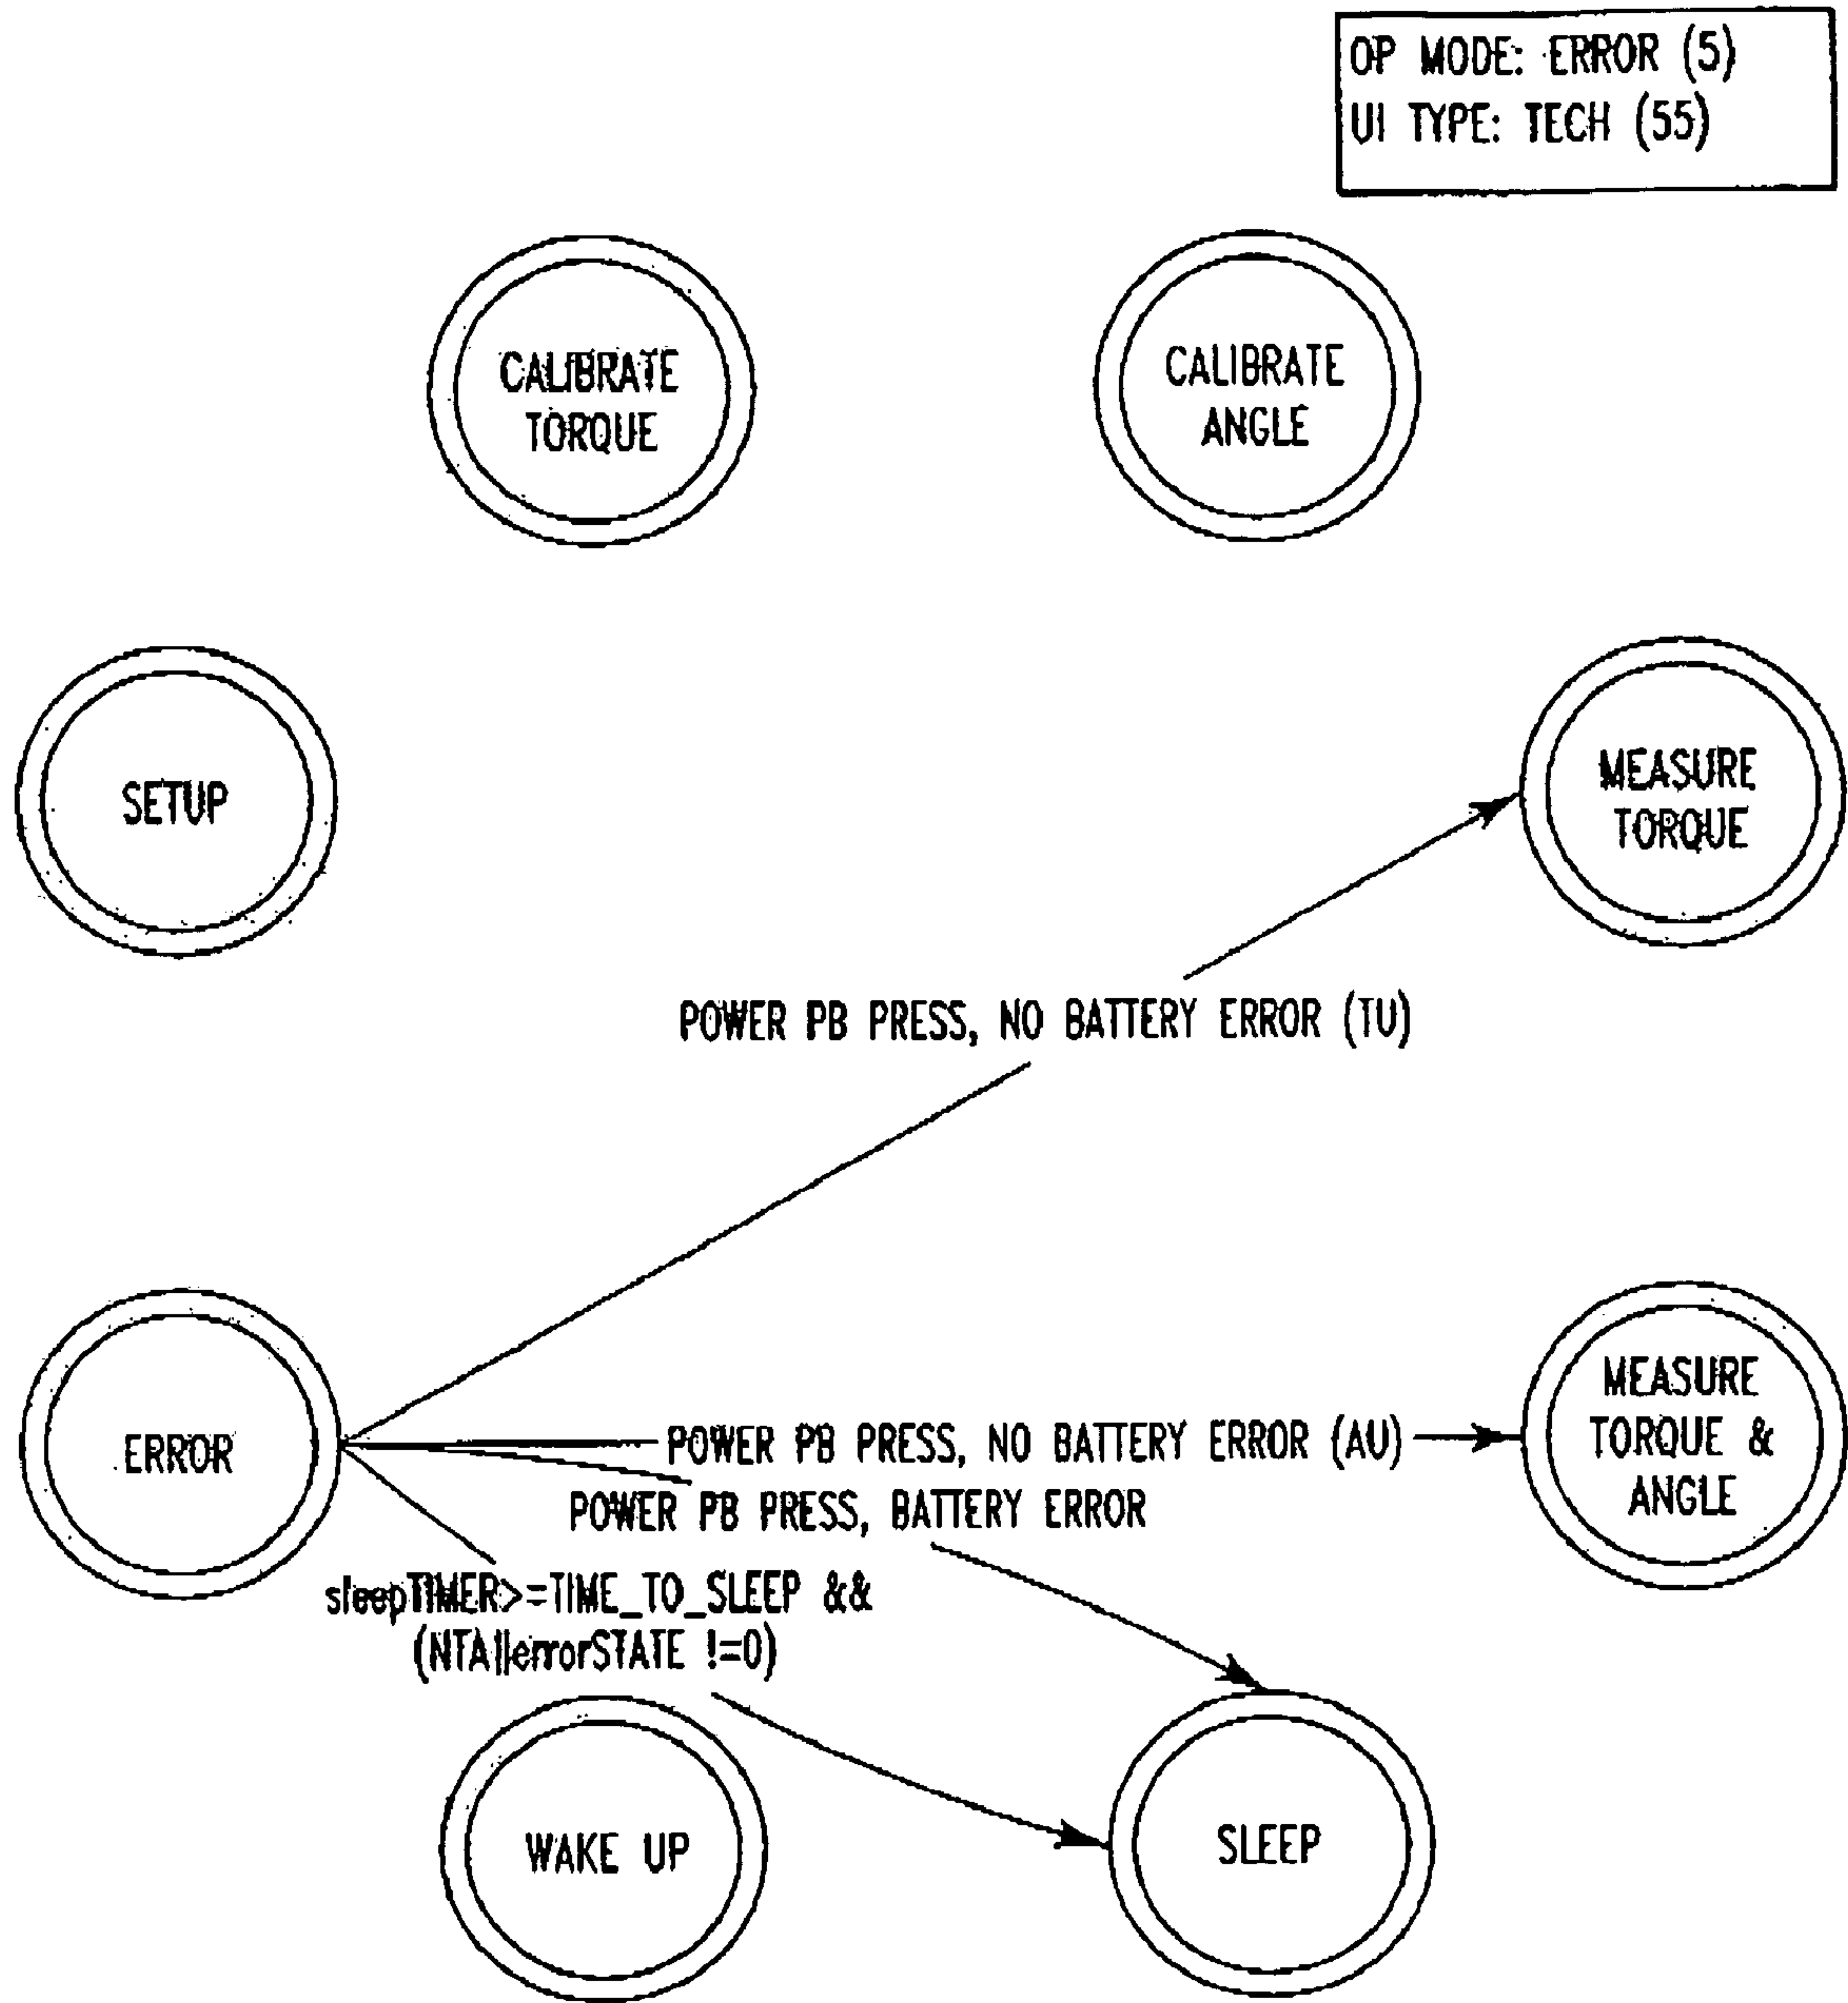 OP MODE: ERROR (5)
UI TYPE: TECH (55)
CALIBRATE
TORQUE
CALIBRATE
ANGLE
SETUP
MEASURE
TORQUE
POWER PB PRESS, NO BATTERY ERROR (TU)
ERROR
POWER PB PRESS, NO BATTERY ERROR (AU)
MEASURE
TORQUE &
ANGLE
POWER PB PRESS, BATTERY ERROR
sleepTIMER>=TIME_TO_SLEEP &&
(NTA||errorSTATE !=0)
WAKE UP
SLEEP